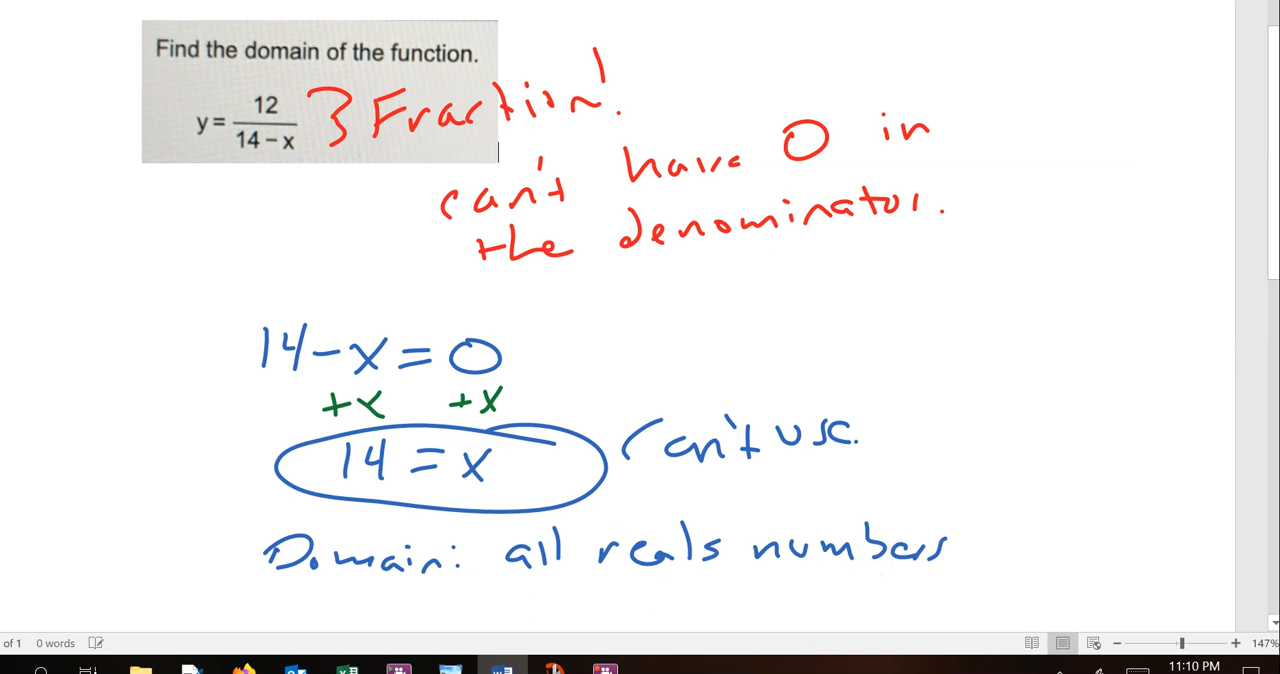 Find the domain of the function.
y = 12 / 14 - x } Fraction!
can't have 0 in
the denominator.
14 - x = 0
+x +x
14 = x Can't use.
Domain: all reals numbers
of 1 0 words 147%
11:10 PM